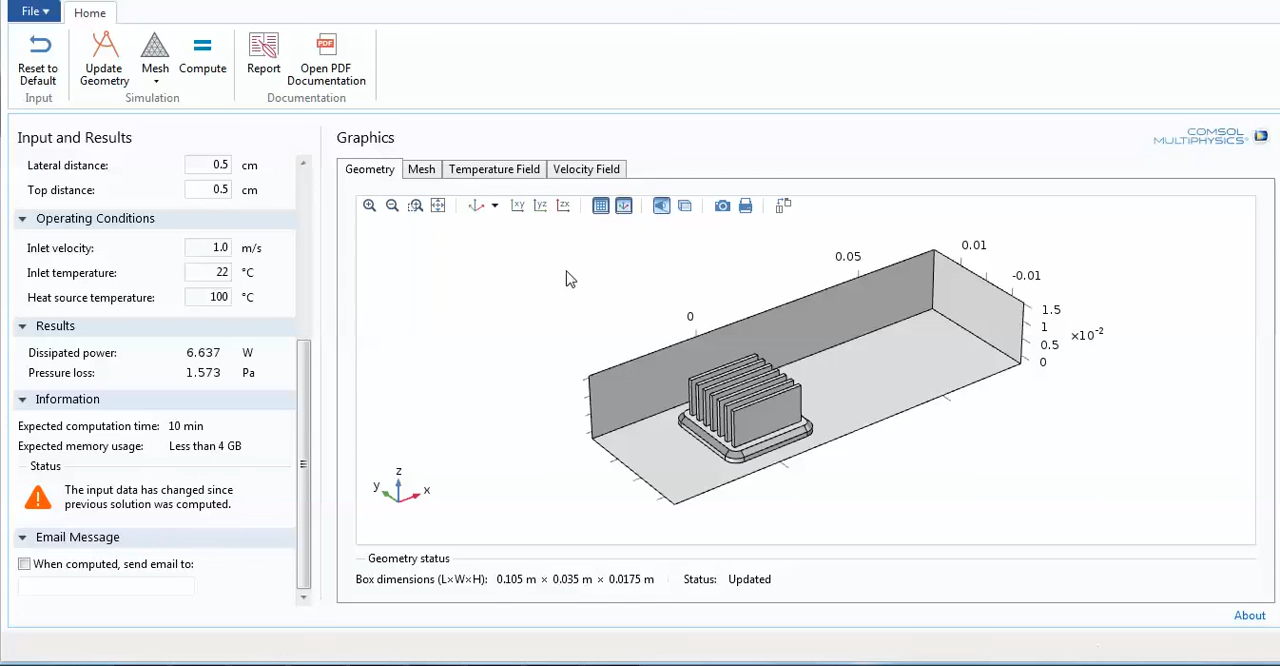 File
Home
Reset to Default
Update Geometry
Mesh
Compute
Report
Open PDF Documentation
Input
Simulation
Documentation
Input and Results
Lateral distance: 0.5 cm
Top distance: 0.5 cm
Operating Conditions
Inlet velocity: 1.0 m/s
Inlet temperature: 22 °C
Heat source temperature: 100 °C
Results
Dissipated power: 6.637 W
Pressure loss: 1.573 Pa
Information
Expected computation time: 10 min
Expected memory usage: Less than 4 GB
Status
The input data has changed since
previous solution was computed.
Email Message
When computed, send email to:
Graphics
COMSOL
MULTIPHYSICS®
Geometry Mesh Temperature Field Velocity Field
xy yz zx
0.01
0.05
-0.01
0
1.5
1
×10⁻²
0.5
0
z
y
x
Geometry status
Box dimensions (L×W×H): 0.105 m × 0.035 m × 0.0175 m Status: Updated
About